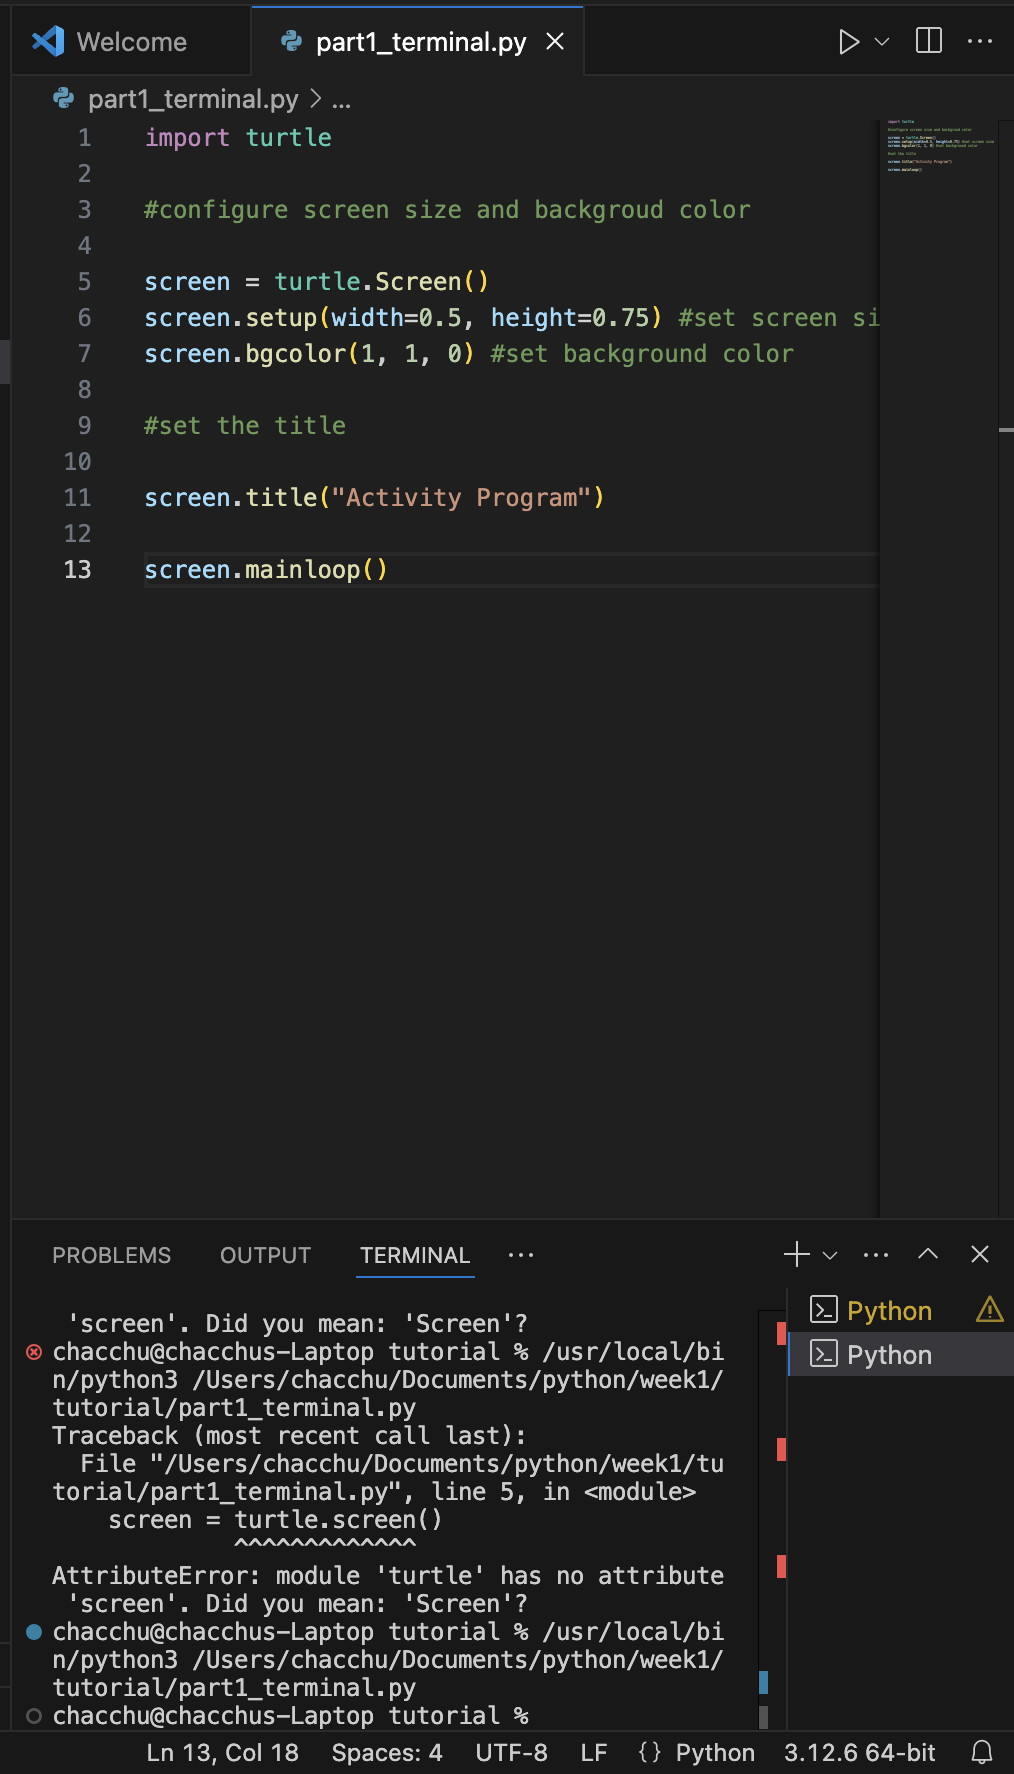 Welcome
part1_terminal.py
part1_terminal.py > ...
1 import turtle
2
3 #configure screen size and backgroud color
4
5 screen = turtle.Screen()
6 screen.setup(width=0.5, height=0.75) #set screen si
7 screen.bgcolor(1, 1, 0) #set background color
8
9 #set the title
10
11 screen.title("Activity Program")
12
13 screen.mainloop()
PROBLEMS OUTPUT TERMINAL ...
Python
Python
'screen'. Did you mean: 'Screen'?
chacchu@chacchus-Laptop tutorial % /usr/local/bi
n/python3 /Users/chacchu/Documents/python/week1/
tutorial/part1_terminal.py
Traceback (most recent call last):
File "/Users/chacchu/Documents/python/week1/tu
torial/part1_terminal.py", line 5, in <module>
screen = turtle.screen()
^^^^^^^^^^^^^
AttributeError: module 'turtle' has no attribute
'screen'. Did you mean: 'Screen'?
chacchu@chacchus-Laptop tutorial % /usr/local/bi
n/python3 /Users/chacchu/Documents/python/week1/
tutorial/part1_terminal.py
chacchu@chacchus-Laptop tutorial %
Ln 13, Col 18 Spaces: 4 UTF-8 LF {} Python 3.12.6 64-bit